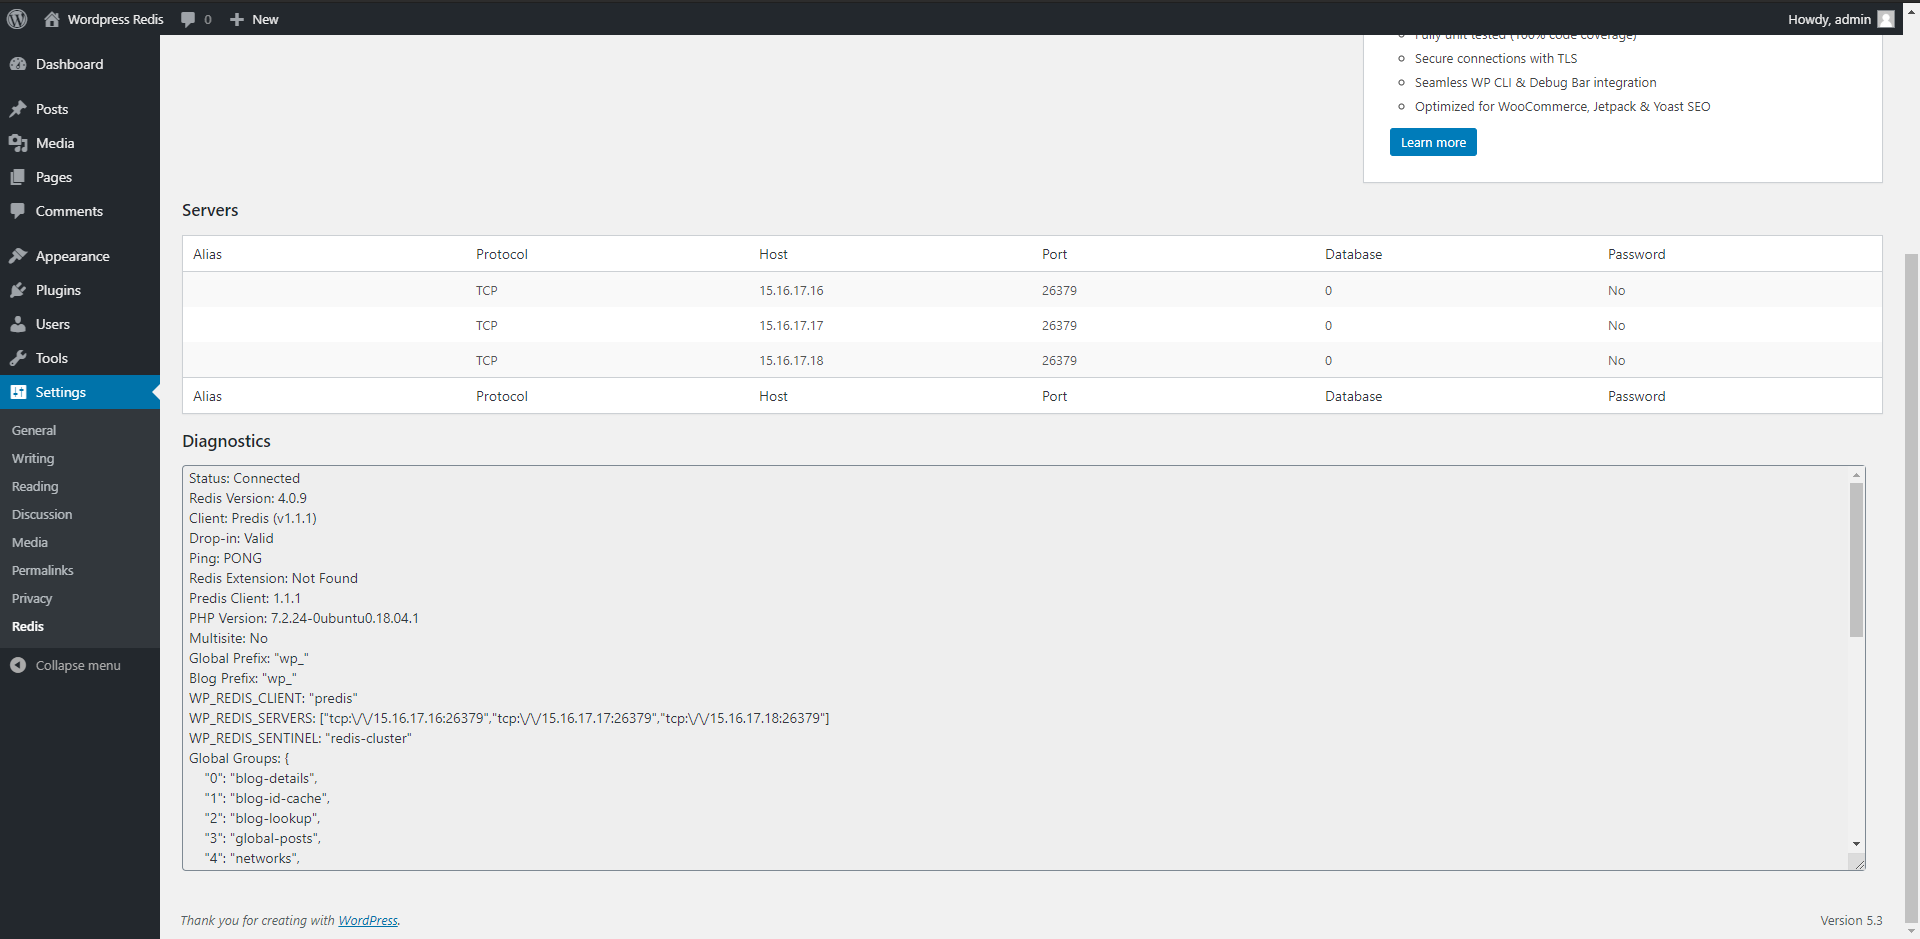 Wordpress Redis 0 New Howdy, admin
Dashboard
Posts
Media
Pages
Comments
Appearance
Plugins
Users
Tools
Settings
General
Writing
Reading
Discussion
Media
Permalinks
Privacy
Redis
Collapse menu
Fully unit tested (100% code coverage)
Secure connections with TLS
Seamless WP CLI & Debug Bar integration
Optimized for WooCommerce, Jetpack & Yoast SEO
Learn more
Servers
Alias Protocol Host Port Database Password
TCP 15.16.17.16 26379 0 No
TCP 15.16.17.17 26379 0 No
TCP 15.16.17.18 26379 0 No
Alias Protocol Host Port Database Password
Diagnostics
Status: Connected
Redis Version: 4.0.9
Client: Predis (v1.1.1)
Drop-in: Valid
Ping: PONG
Redis Extension: Not Found
Predis Client: 1.1.1
PHP Version: 7.2.24-0ubuntu0.18.04.1
Multisite: No
Global Prefix: "wp_"
Blog Prefix: "wp_"
WP_REDIS_CLIENT: "predis"
WP_REDIS_SERVERS: ["tcp:\/\/15.16.17.16:26379","tcp:\/\/15.16.17.17:26379","tcp:\/\/15.16.17.18:26379"]
WP_REDIS_SENTINEL: "redis-cluster"
Global Groups: {
"0": "blog-details",
"1": "blog-id-cache",
"2": "blog-lookup",
"3": "global-posts",
"4": "networks",
Thank you for creating with WordPress.
Version 5.3